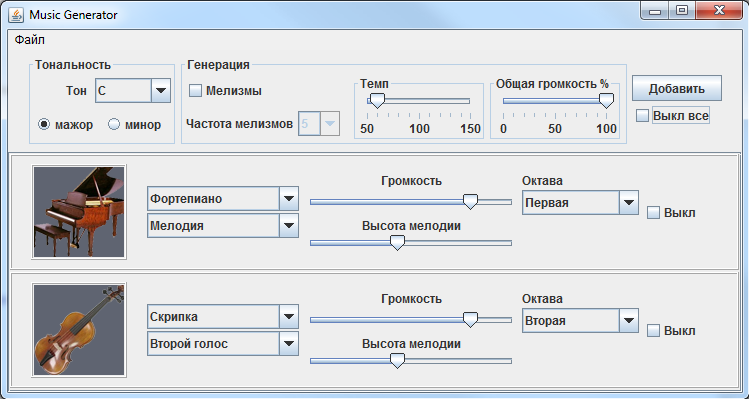 Music Generator
Файл
Тональность
Тон C
мажор минор
Генерация
Мелизмы
Частота мелизмов 5
Темп
50 100 150
Общая громкость %
0 50 100
Добавить
Выкл все
Фортепиано
Мелодия
Громкость
Высота мелодии
Октава
Первая
Выкл
Скрипка
Второй голос
Громкость
Высота мелодии
Октава
Вторая
Выкл